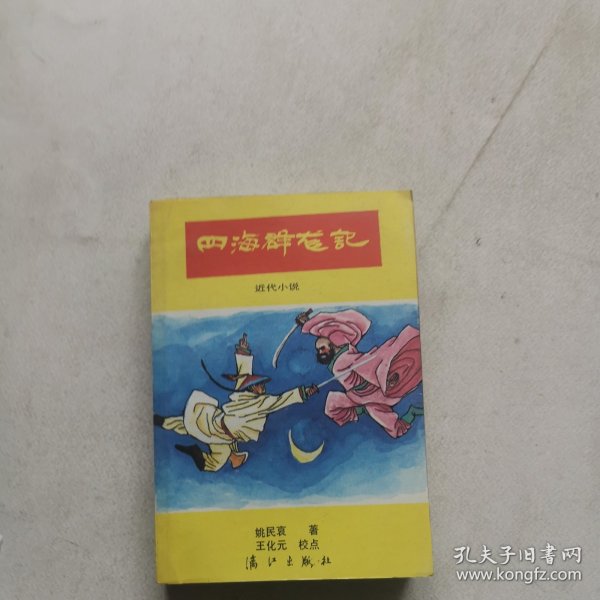 四海群龙記
近代小说
姚民哀 著
王化元 校点
漓江出版社
孔夫子旧书网
www.kongfz.com